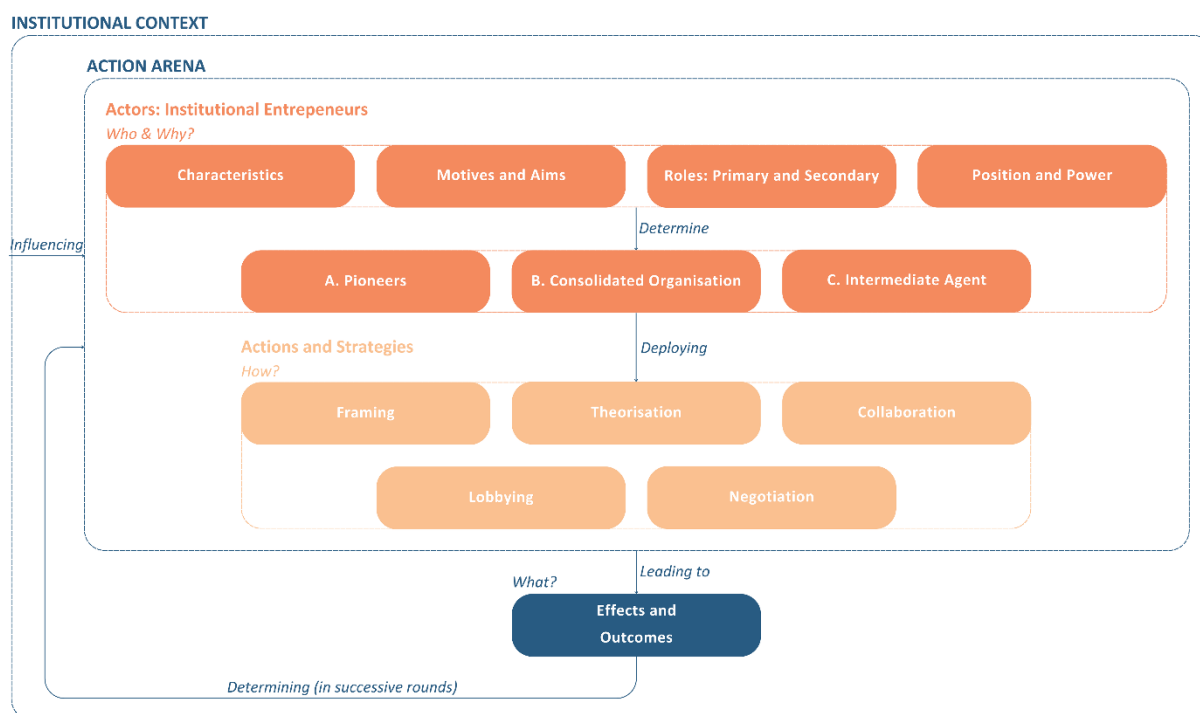 INSTITUTIONAL CONTEXT
ACTION ARENA
Actors: Institutional Entrepeneurs
Who & Why?
Characteristics
Motives and Aims
Roles: Primary and Secondary
Position and Power
Influencing
Determine
A. Pioneers
B. Consolidated Organisation
C. Intermediate Agent
Actions and Strategies
Deploying
How?
Framing
Theorisation
Collaboration
Lobbying
Negotiation
What?
Leading to
Effects and
Outcomes
Determining (in successive rounds)